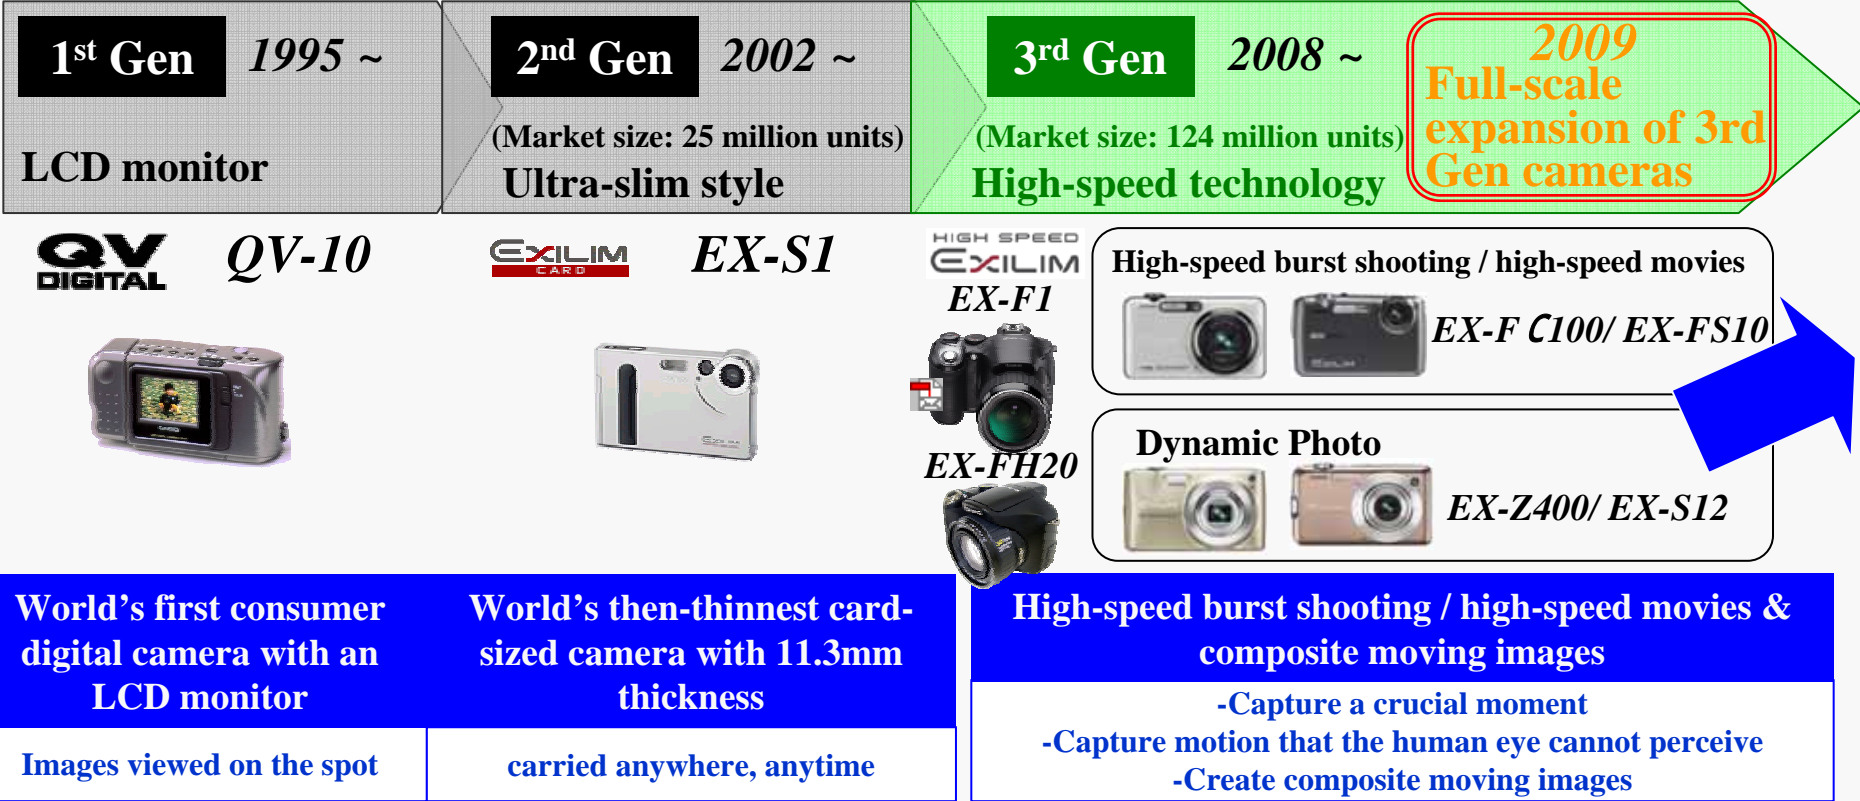 1st Gen
1995 ~
LCD monitor
2nd Gen
2002 ~
(Market size: 25 million units)
Ultra-slim style
3rd Gen
2008 ~
(Market size: 124 million units)
High-speed technology
2009
Full-scale
expansion of 3rd
Gen cameras
QV
DIGITAL
QV-10
EXILIM
CARD
EX-S1
HIGH SPEED
EXILIM
EX-F1
EX-FH20
High-speed burst shooting / high-speed movies
EX-F C100/ EX-FS10
Dynamic Photo
EX-Z400/ EX-S12
World’s first consumer
digital camera with an
LCD monitor
Images viewed on the spot
World’s then-thinnest card-
sized camera with 11.3mm
thickness
carried anywhere, anytime
High-speed burst shooting / high-speed movies &
composite moving images
-Capture a crucial moment
-Capture motion that the human eye cannot perceive
-Create composite moving images